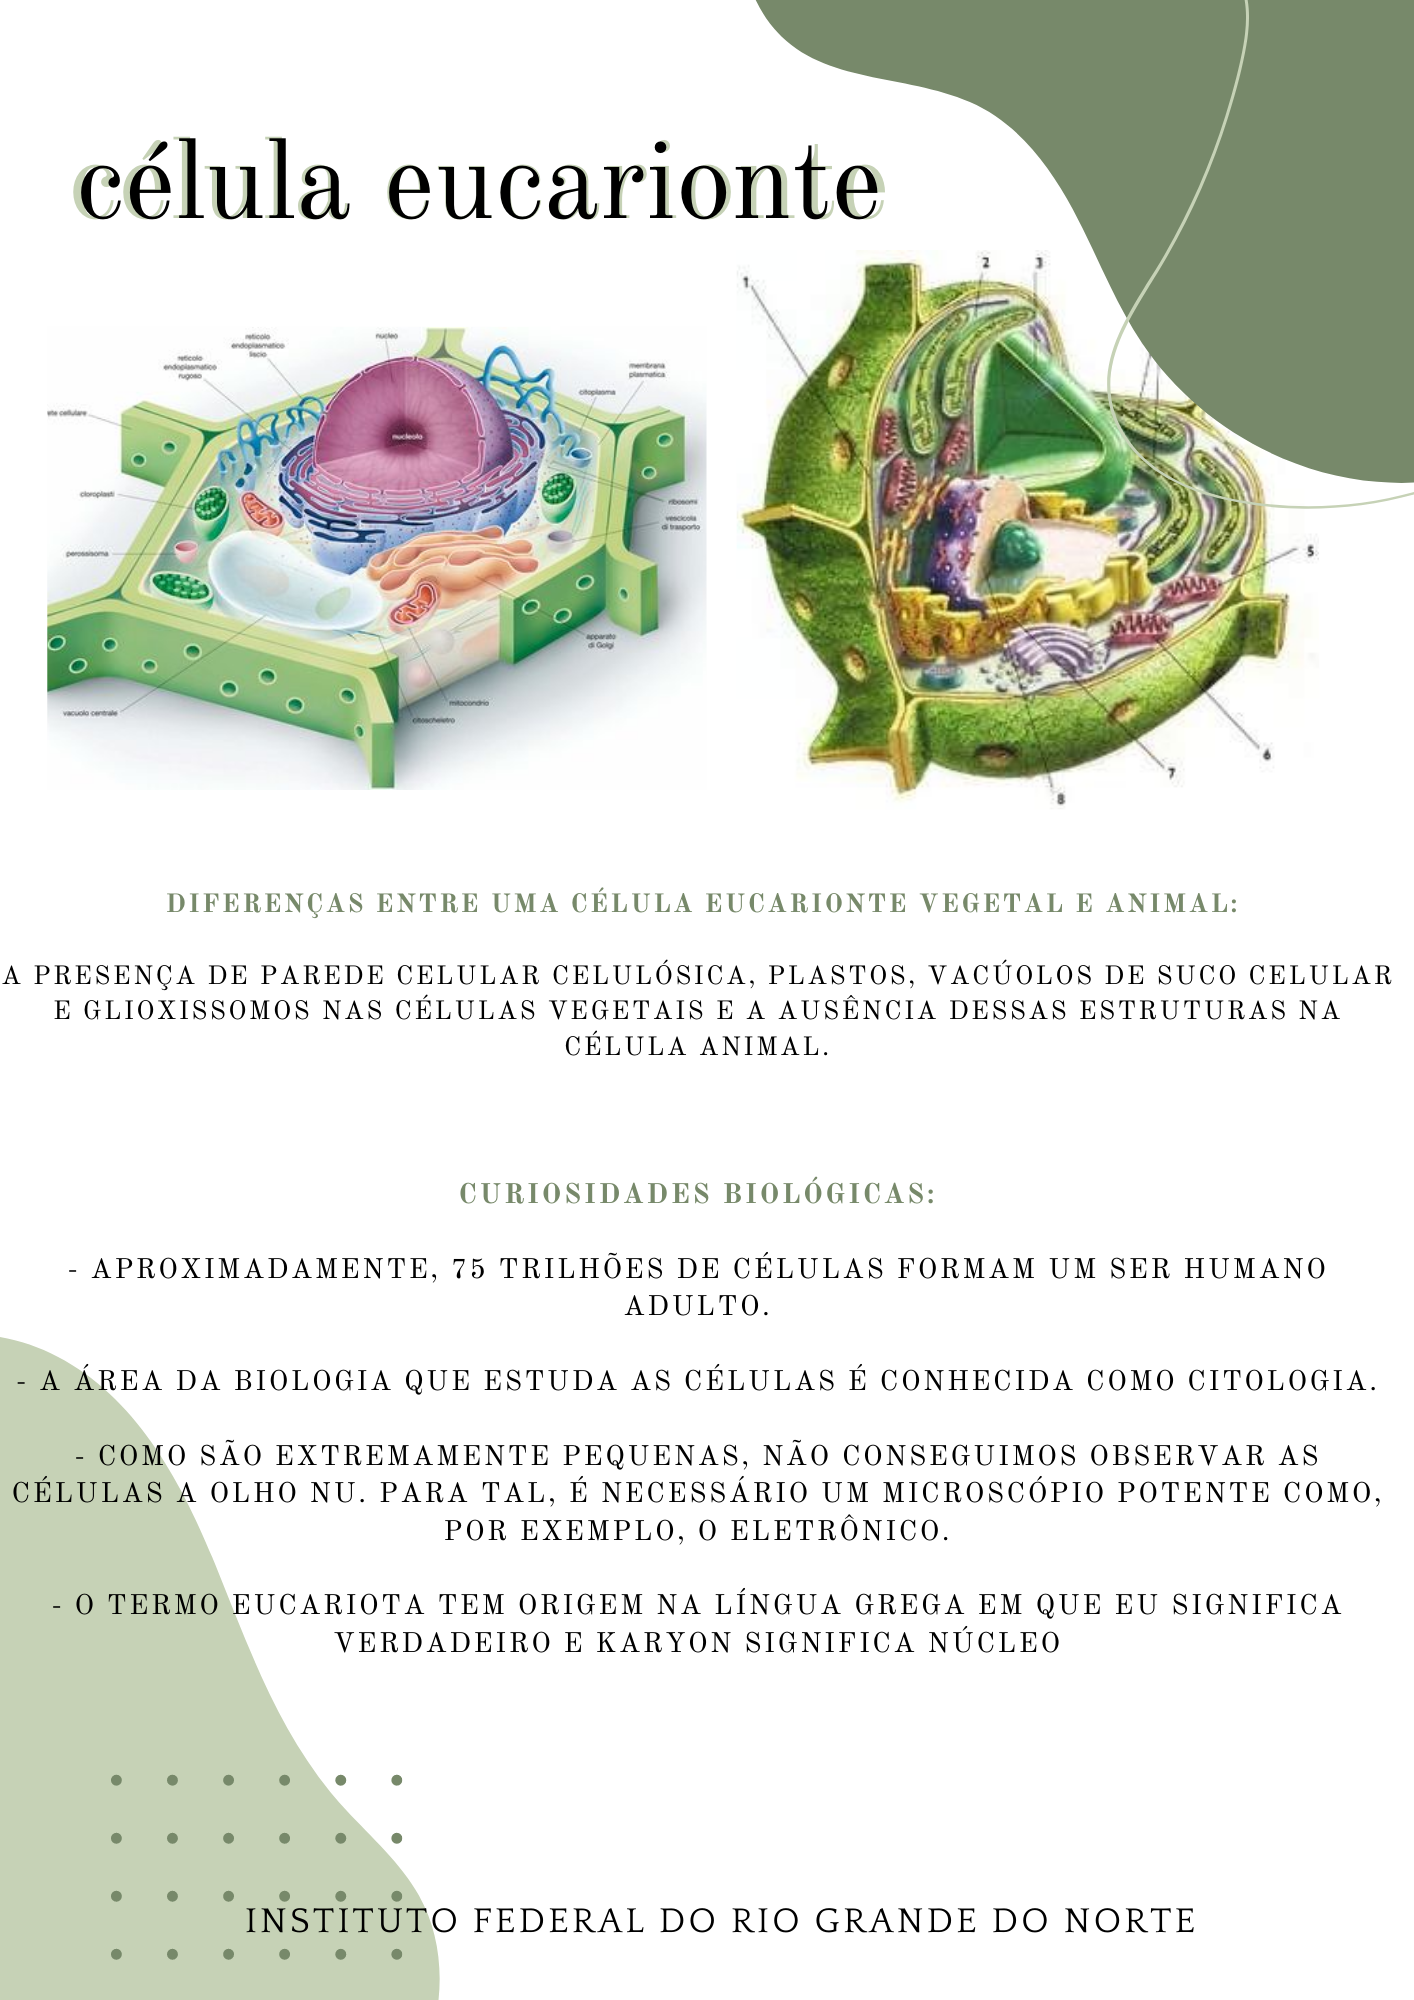 célula eucarionte
1
2
3
reticolo
endoplasmatico
liscio
nucleo
reticolo
endoplasmatico
rugoso
membrana
plasmatica
citoplasma
ete cellulare
nucleolo
cloroplasti
ribosomi
vescicola
di trasporto
perossisoma
5
apparato
di Golgi
mitocondrio
vacuolo centrale
citoscheletro
6
7
8
DIFERENÇAS ENTRE UMA CÉLULA EUCARIONTE VEGETAL E ANIMAL:
A PRESENÇA DE PAREDE CELULAR CELULÓSICA, PLASTOS, VACÚOLOS DE SUCO CELULAR
E GLIOXISSOMOS NAS CÉLULAS VEGETAIS E A AUSÊNCIA DESSAS ESTRUTURAS NA
CÉLULA ANIMAL.
CURIOSIDADES BIOLÓGICAS:
- APROXIMADAMENTE, 75 TRILHÕES DE CÉLULAS FORMAM UM SER HUMANO
ADULTO.
- A ÁREA DA BIOLOGIA QUE ESTUDA AS CÉLULAS É CONHECIDA COMO CITOLOGIA.
- COMO SÃO EXTREMAMENTE PEQUENAS, NÃO CONSEGUIMOS OBSERVAR AS
CÉLULAS A OLHO NU. PARA TAL, É NECESSÁRIO UM MICROSCÓPIO POTENTE COMO,
POR EXEMPLO, O ELETRÔNICO.
- O TERMO EUCARIOTA TEM ORIGEM NA LÍNGUA GREGA EM QUE EU SIGNIFICA
VERDADEIRO E KARYON SIGNIFICA NÚCLEO
INSTITUTO FEDERAL DO RIO GRANDE DO NORTE